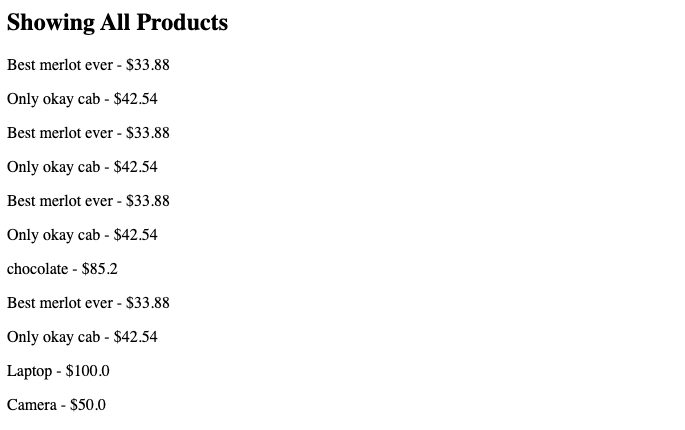 Showing All Products
Best merlot ever - $33.88
Only okay cab - $42.54
Best merlot ever - $33.88
Only okay cab - $42.54
Best merlot ever - $33.88
Only okay cab - $42.54
chocolate - $85.2
Best merlot ever - $33.88
Only okay cab - $42.54
Laptop - $100.0
Camera - $50.0